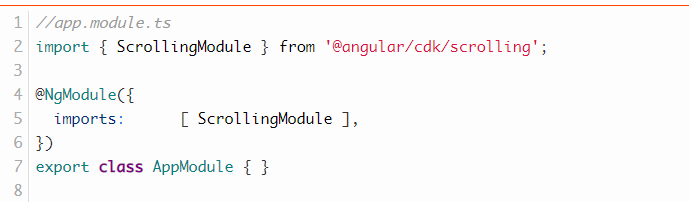 1 //app.module.ts
2 import { ScrollingModule } from '@angular/cdk/scrolling';
3
4 @NgModule({
5   imports:      [ ScrollingModule ],
6 })
7 export class AppModule { }
8